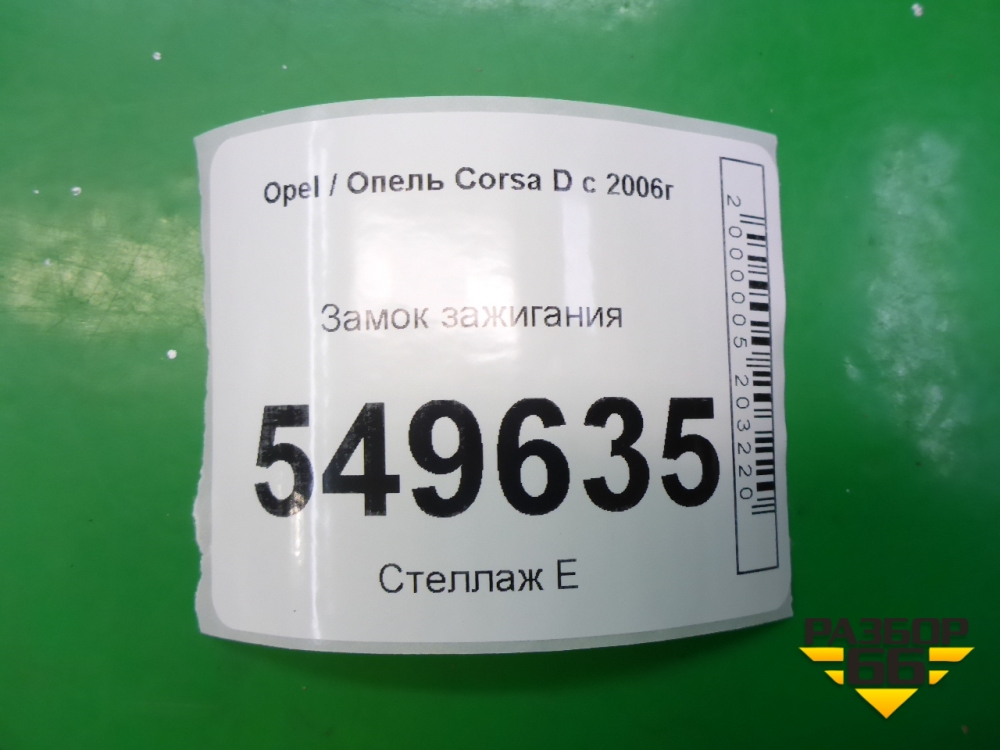 Opel / Опель Corsa D с 2006г
Замок зажигания
549635
Стеллаж Е
2000005203220
РАЗБОР
66